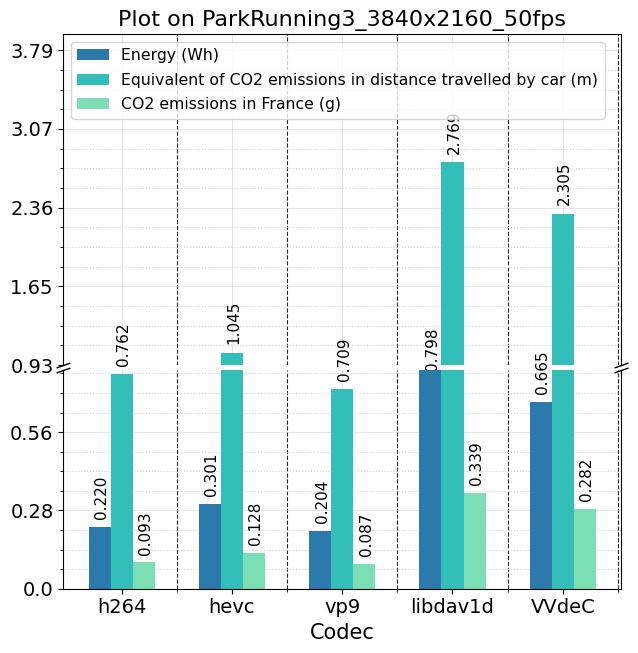 Plot on ParkRunning3_3840x2160_50fps
Energy (Wh)
Equivalent of CO2 emissions in distance travelled by car (m)
CO2 emissions in France (g)
3.79
3.07
2.36
1.65
0.93
0.56
0.28
0.0
0.220
0.762
0.093
0.301
1.045
0.128
0.204
0.709
0.087
0.798
2.769
0.339
0.665
2.305
0.282
h264
hevc
vp9
libdav1d
VVdeC
Codec